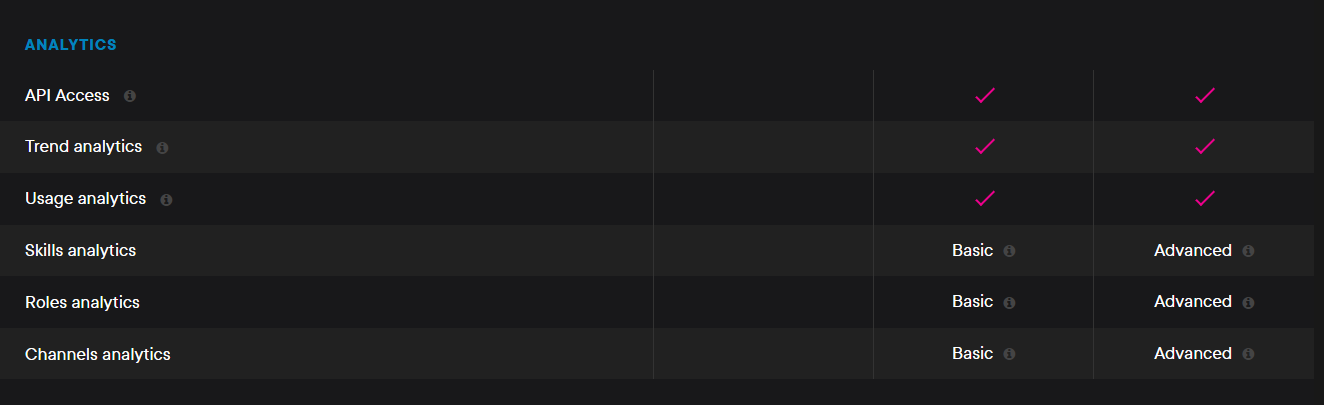 ANALYTICS
API Access
Trend analytics
Usage analytics
Skills analytics Basic Advanced
Roles analytics Basic Advanced
Channels analytics Basic Advanced